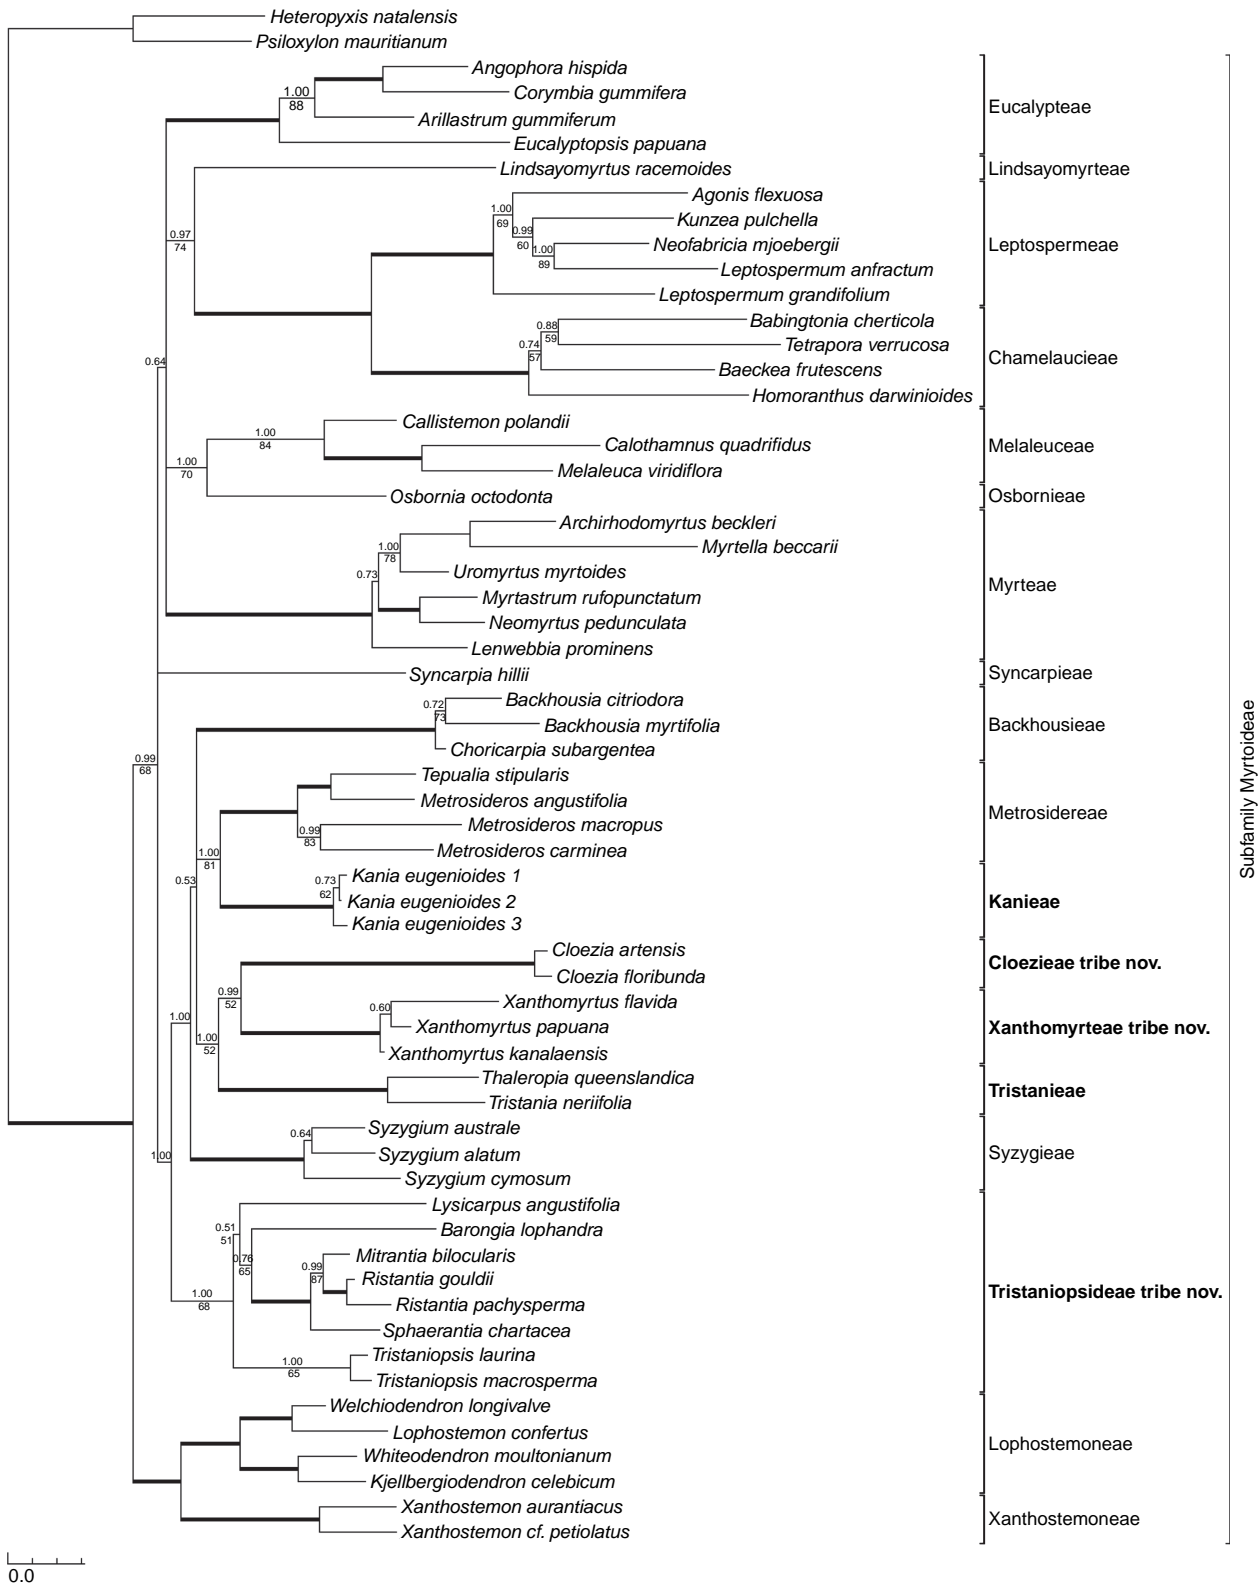 Heteropyxis natalensis
Psiloxylon mauritianum
Angophora hispida
1.00
88
Corymbia gummifera
Eucalypteae
Arillastrum gummiferum
Eucalyptopsis papuana
Lindsayomyrtus racemoides
Lindsayomyrteae
Agonis flexuosa
1.00
69
Kunzea pulchella
0.99
60
0.97
74
Neofabricia mjoebergii
Leptospermeae
1.00
89
Leptospermum anfractum
Leptospermum grandifolium
Babingtonia cherticola
0.88
59
Tetrapora verrucosa
0.74
57
Chamelaucieae
0.64
Baeckea frutescens
Homoranthus darwinioides
Callistemon polandii
1.00
84
Calothamnus quadrifidus
Melaleuceae
1.00
70
Melaleuca viridiflora
Osbornia octodonta
Osbornieae
Archirhodomyrtus beckleri
1.00
78
Myrtella beccarii
0.73
Uromyrtus myrtoides
Myrteae
Myrtastrum rufopunctatum
Neomyrtus pedunculata
Lenwebbia prominens
Syncarpia hillii
Syncarpieae
Backhousia citriodora
0.72
73
Backhousia myrtifolia
Backhousieae
Choricarpia subargentea
0.99
68
Tepualia stipularis
Metrosideros angustifolia
Metrosidereae
Metrosideros macropus
0.99
83
Metrosideros carminea
1.00
81
0.53
Kania eugenioides 1
0.73
62
Kania eugenioides 2
Kanieae
Kania eugenioides 3
Cloezia artensis
Cloezieae tribe nov.
Cloezia floribunda
0.99
52
Xanthomyrtus flavida
0.60
Xanthomyrtus papuana
Xanthomyrteae tribe nov.
1.00
1.00
52
Xanthomyrtus kanalaensis
Thaleropia queenslandica
Tristanieae
Tristania neriifolia
Syzygium australe
0.64
Syzygium alatum
Syzygieae
1.00
Syzygium cymosum
Lysicarpus angustifolia
0.51
51
Barongia lophandra
0.76
65
Mitrantia bilocularis
0.99
87
Ristantia gouldii
1.00
68
Ristantia pachysperma
Tristaniopsideae tribe nov.
Sphaerantia chartacea
Tristaniopsis laurina
1.00
65
Tristaniopsis macrosperma
Welchiodendron longivalve
Lophostemon confertus
Lophostemoneae
Whiteodendron moultonianum
Kjellbergiodendron celebicum
Xanthostemon aurantiacus
Xanthostemoneae
Xanthostemon cf. petiolatus
Subfamily Myrtoideae
0.0